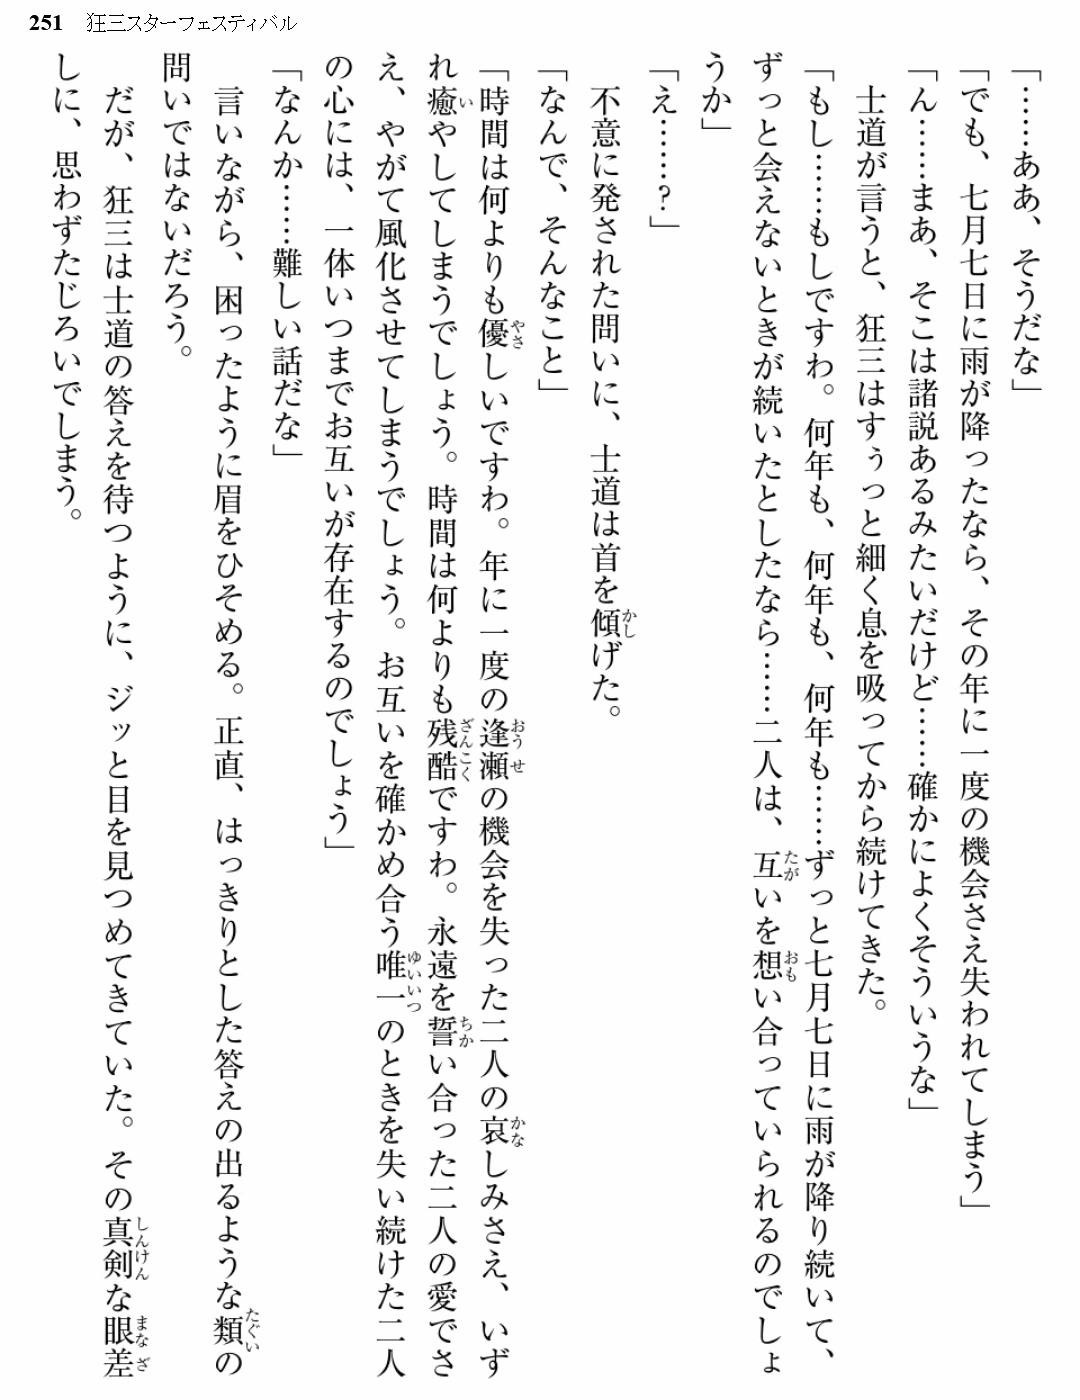 251 狂三スターフェスティバル
「……ああ、そうだな」
「でも、七月七日に雨が降ったなら、その年に一度の機会さえ失われてしまう」
「ん……まあ、そこは諸説あるみたいだけど……確かによくそういうな」
　士道が言うと、狂三はすぅっと細く息を吸ってから続けてきた。
「もし……もしですわ。何年も、何年も、何年も……ずっと七月七日に雨が降り続いて、
ずっと会えないときが続いたとしたなら……二人は、互いを想い合っていられるのでしょ
うか」
「え……？」
　不意に発された問いに、士道は首を傾げた。
「なんで、そんなこと」
「時間は何よりも優しいですわ。年に一度の逢瀬の機会を失った二人の哀しみさえ、いず
れ癒やしてしまうでしょう。時間は何よりも残酷ですわ。永遠を誓い合った二人の愛でさ
え、やがて風化させてしまうでしょう。お互いを確かめ合う唯一のときを失い続けた二人
の心には、一体いつまでお互いが存在するのでしょう」
「なんか……難しい話だな」
　言いながら、困ったように眉をひそめる。正直、はっきりとした答えの出るような類の
問いではないだろう。
　だが、狂三は士道の答えを待つように、ジッと目を見つめてきていた。その真剣な眼差
しに、思わずたじろいでしまう。